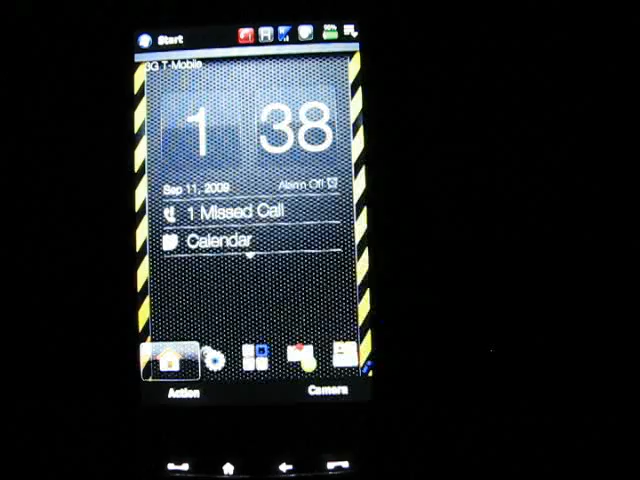 Start
3G T-Mobile
1 38
Sep 11, 2009 Alarm Off
1 Missed Call
Calendar
Action Camera